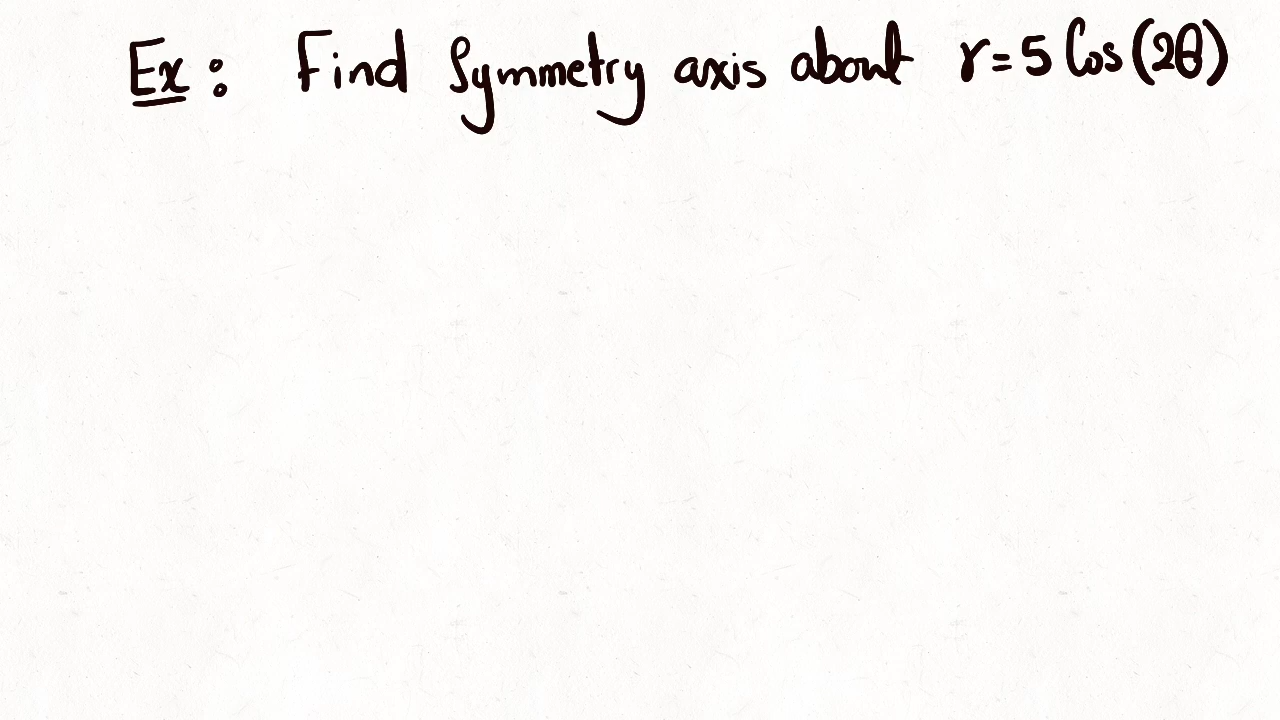 Ex: Find Symmetry axis about r = 5 Cos(2θ)